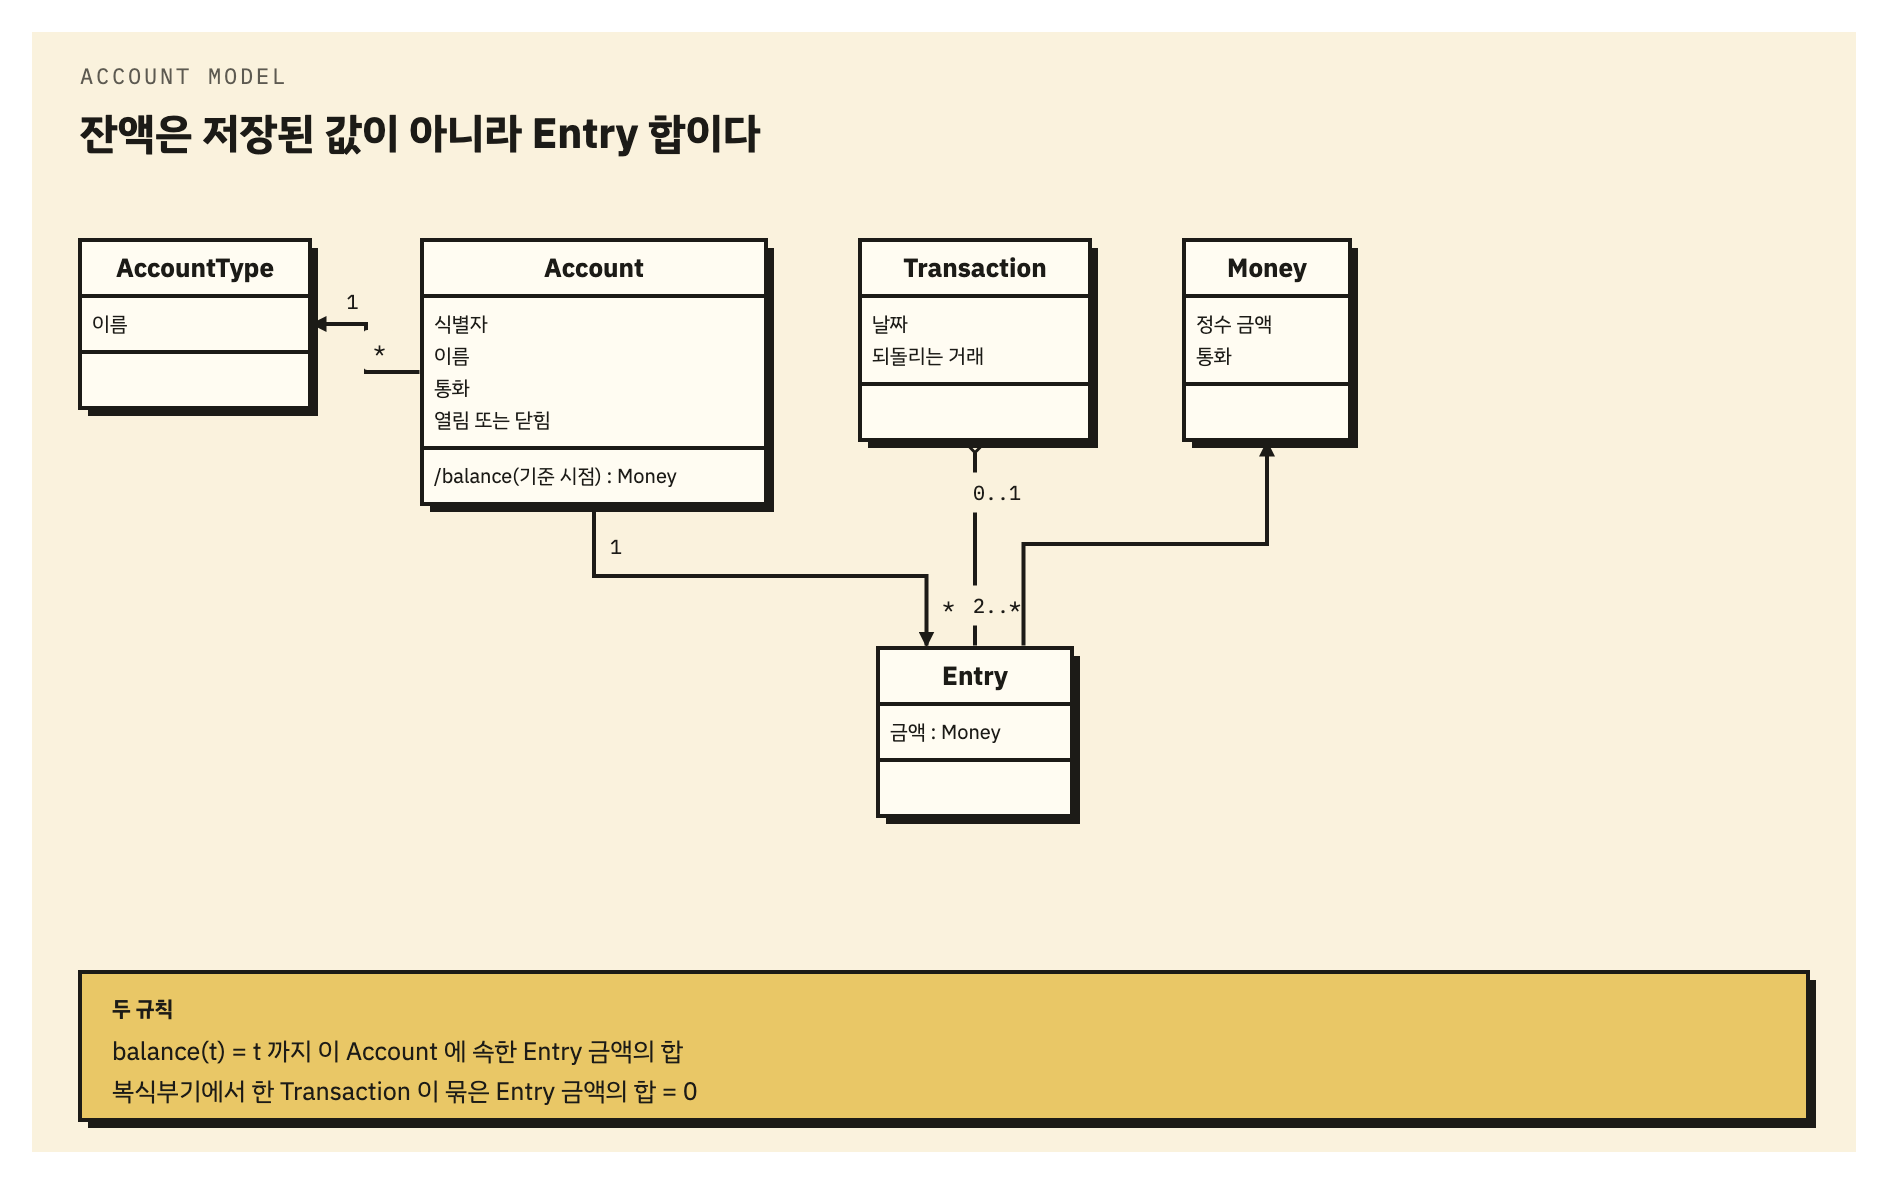 ACCOUNT MODEL
잔액은 저장된 값이 아니라 Entry 합이다
AccountType
이름
1
*
Account
식별자
이름
통화
열림 또는 닫힘
/balance(기준 시점) : Money
Transaction
날짜
되돌리는 거래
Money
정수 금액
통화
0..1
1
*
2..*
Entry
금액 : Money
두 규칙
balance(t) = t 까지 이 Account 에 속한 Entry 금액의 합
복식부기에서 한 Transaction 이 묶은 Entry 금액의 합 = 0